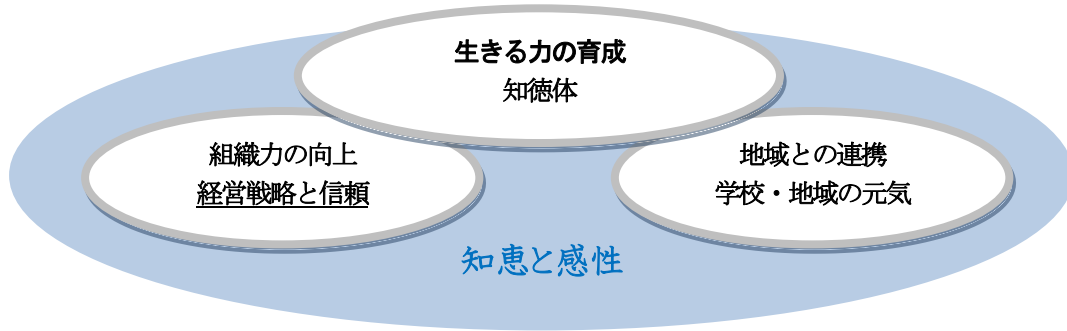 生きる力の育成
知徳体
組織力の向上
経営戦略と信頼
地域との連携
学校・地域の元気
知恵と感性